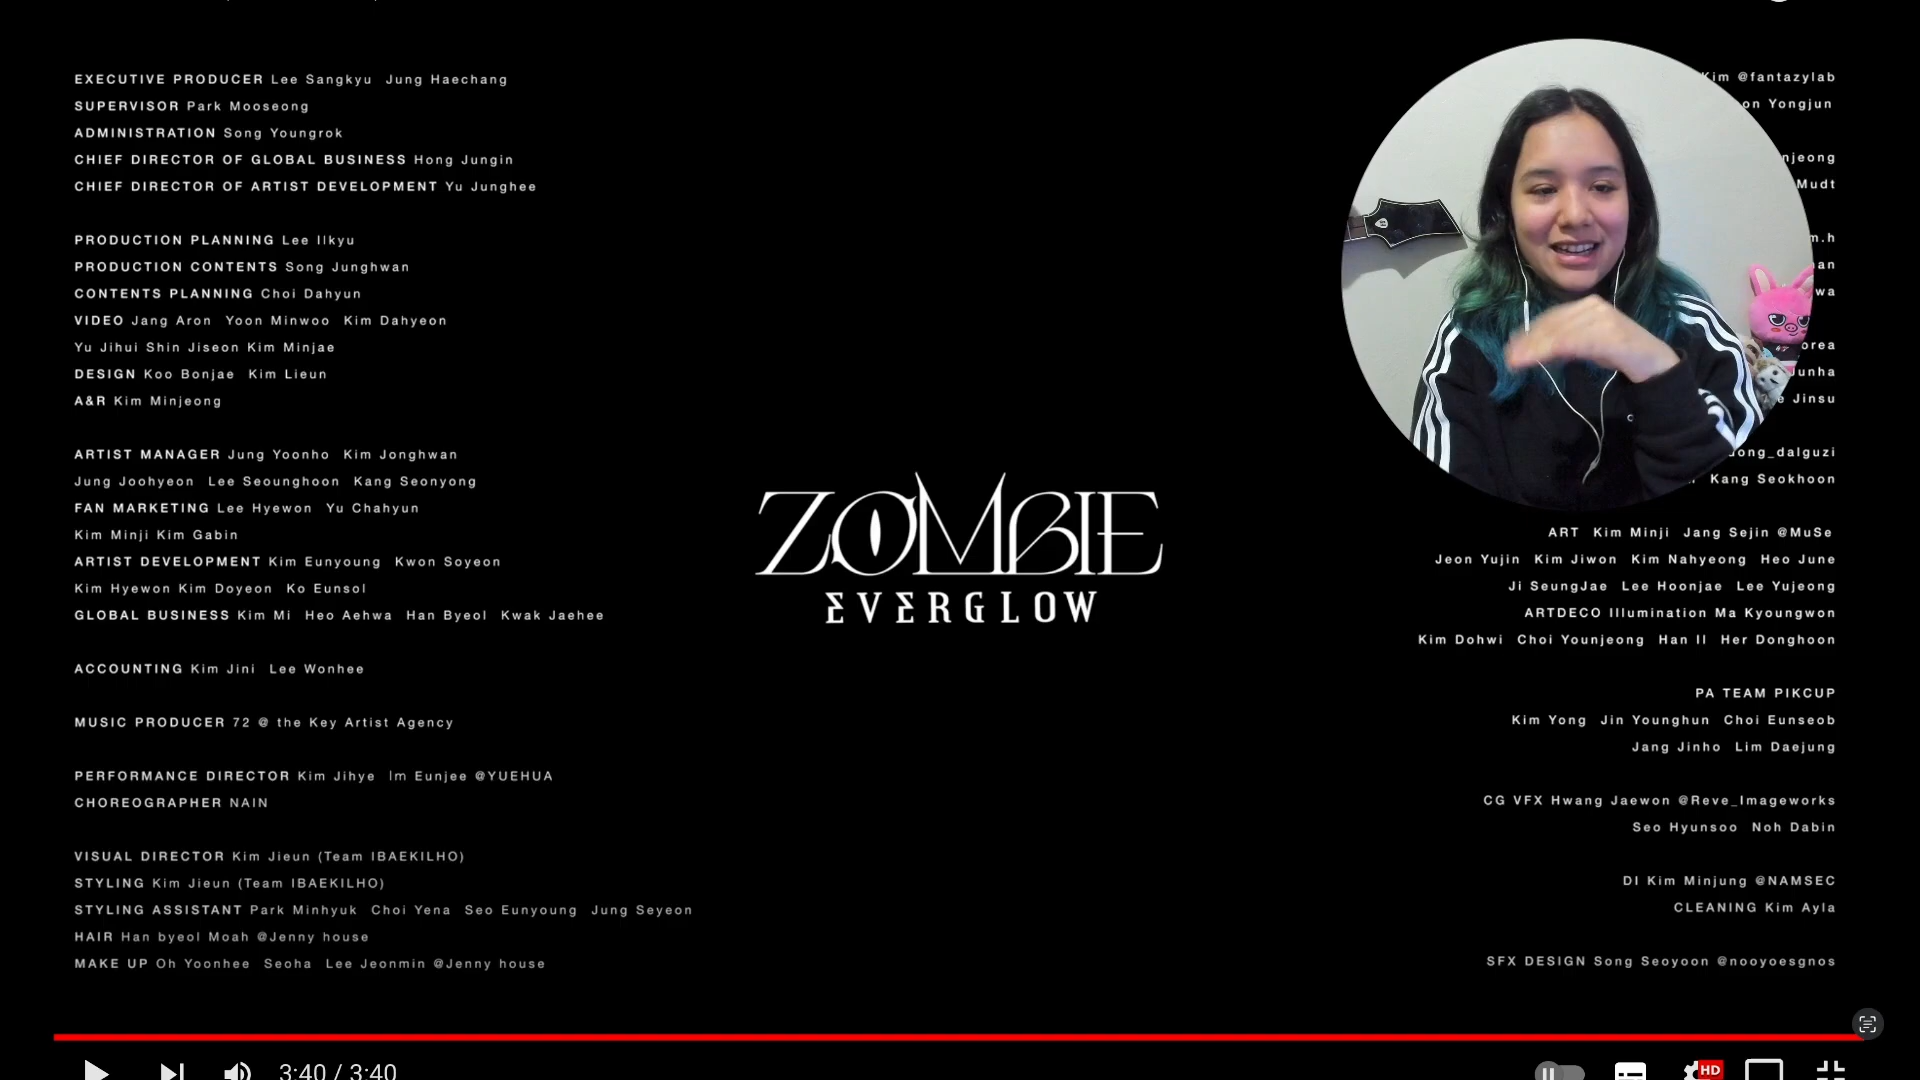 EXECUTIVE PRODUCER Lee Sangkyu Jung Haechang
SUPERVISOR Park Mooseong
ADMINISTRATION Song Youngrok
CHIEF DIRECTOR OF GLOBAL BUSINESS Hong Jungin
CHIEF DIRECTOR OF ARTIST DEVELOPMENT Yu Junghee
PRODUCTION PLANNING Lee Ilkyu
PRODUCTION CONTENTS Song Junghwan
CONTENTS PLANNING Choi Dahyun
VIDEO Jang Aron Yoon Minwoo Kim Dahyeon
Yu Jihui Shin Jiseon Kim Minjae
DESIGN Koo Bonjae Kim Lieun
A&R Kim Minjeong
ARTIST MANAGER Jung Yoonho Kim Jonghwan
Jung Joohyeon Lee Seounghoon Kang Seonyong
FAN MARKETING Lee Hyewon Yu Chahyun
Kim Minji Kim Gabin
ARTIST DEVELOPMENT Kim Eunyoung Kwon Soyeon
Kim Hyewon Kim Doyeon Ko Eunsol
GLOBAL BUSINESS Kim Mi Heo Aehwa Han Byeol Kwak Jaehee
ACCOUNTING Kim Jini Lee Wonhee
MUSIC PRODUCER 72 @ the Key Artist Agency
PERFORMANCE DIRECTOR Kim Jihye Im Eunjee @YUEHUA
CHOREOGRAPHER NAIN
VISUAL DIRECTOR Kim Jieun (Team IBAEKILHO)
STYLING Kim Jieun (Team IBAEKILHO)
STYLING ASSISTANT Park Minhyuk Choi Yena Seo Eunyoung Jung Seyeon
HAIR Han byeol Moah @Jenny house
MAKE UP Oh Yoonhee Seoha Lee Jeonmin @Jenny house
ZOMBIE
EVERGLOW
Kim @fantazylab
Yongjun
Mudt
Jinsu
Kang Seokhoon
ART Kim Minji Jang Sejin @MuSe
Jeon Yujin Kim Jiwon Kim Nahyeong Heo June
Ji SeungJae Lee Hoonjae Lee Yujeong
ARTDECO Illumination Ma Kyoungwon
Kim Dohwi Choi Younjeong Han Il Her Donghoon
PA TEAM PIKCUP
Kim Yong Jin Younghun Choi Eunseob
Jang Jinho Lim Daejung
CG VFX Hwang Jaewon @Reve_Imageworks
Seo Hyunsoo Noh Dabin
DI Kim Minjung @NAMSEC
CLEANING Kim Ayla
SFX DESIGN Song Seoyoon @nooyoesgnos
3:40 / 3:40
HD